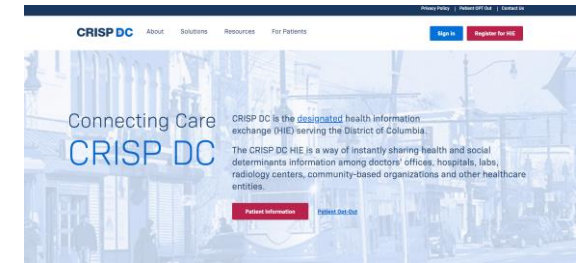 Privacy Policy | Patient OPT Out | Contact Us
CRISP DC About Solutions Resources For Patients Sign in Register for HIE
Connecting Care
CRISP DC
CRISP DC is the designated health information
exchange (HIE) serving the District of Columbia.
The CRISP DC HIE is a way of instantly sharing health and social
determinants information among doctors' offices, hospitals, labs,
radiology centers, community-based organizations and other healthcare
entities.
Patient Information Patient Opt-Out